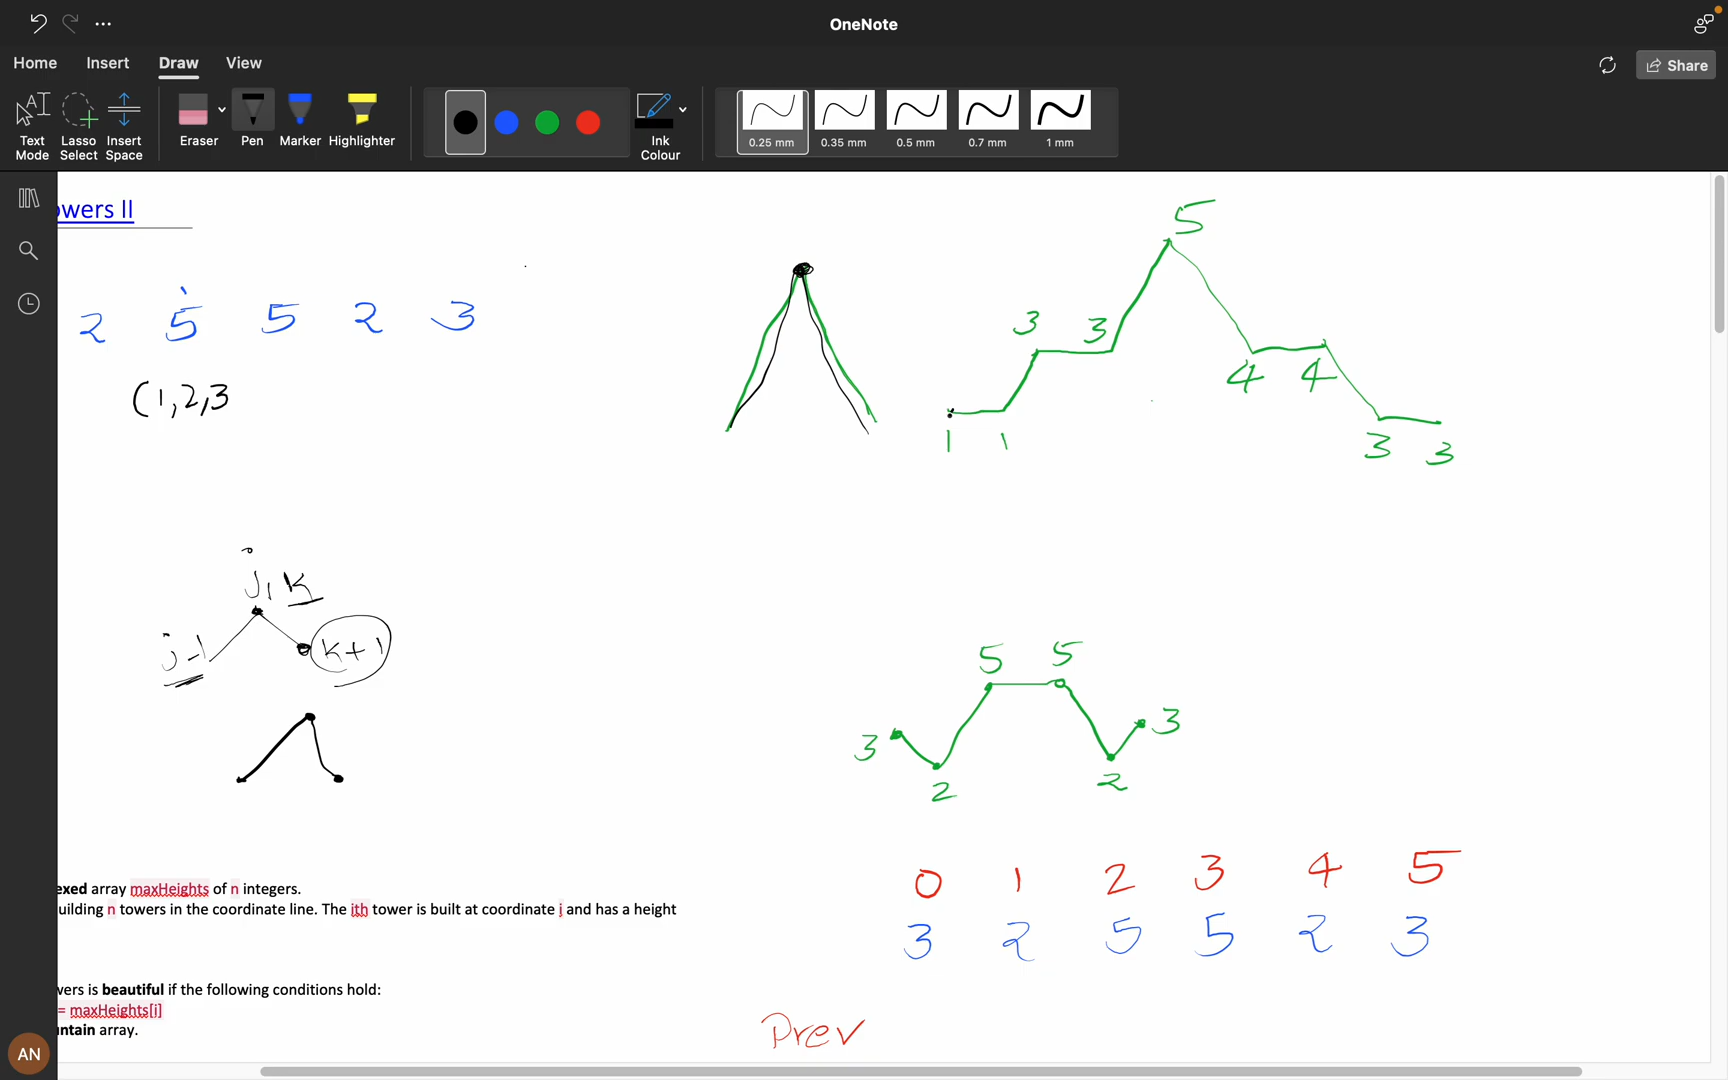 OneNote
Home Insert Draw View
Share
Text Mode
Lasso Select
Insert Space
Eraser
Pen
Marker
Highlighter
Ink Colour
0.25 mm
0.35 mm
0.5 mm
0.7 mm
1 mm
owers II
2 5 5 2 3
(1,2,3
5
3 3
4 4
1 1
3 3
j, k
j-1
k+1
5 5
3 3
2 2
0 1 2 3 4 5
3 2 5 5 2 3
exed array maxHeights of n integers.
uilding n towers in the coordinate line. The ith tower is built at coordinate i and has a height
wers is beautiful if the following conditions hold:
= maxHeights[i]
untain array.
Prev
AN